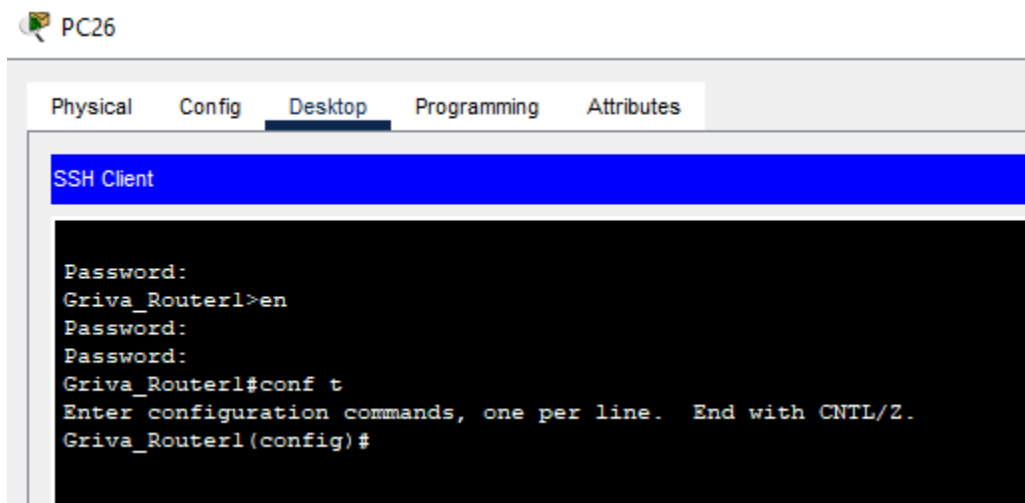 PC26
Physical Config Desktop Programming Attributes
SSH Client
Password:
Griva_Router1>en
Password:
Password:
Griva_Router1#conf t
Enter configuration commands, one per line.  End with CNTL/Z.
Griva_Router1(config)#